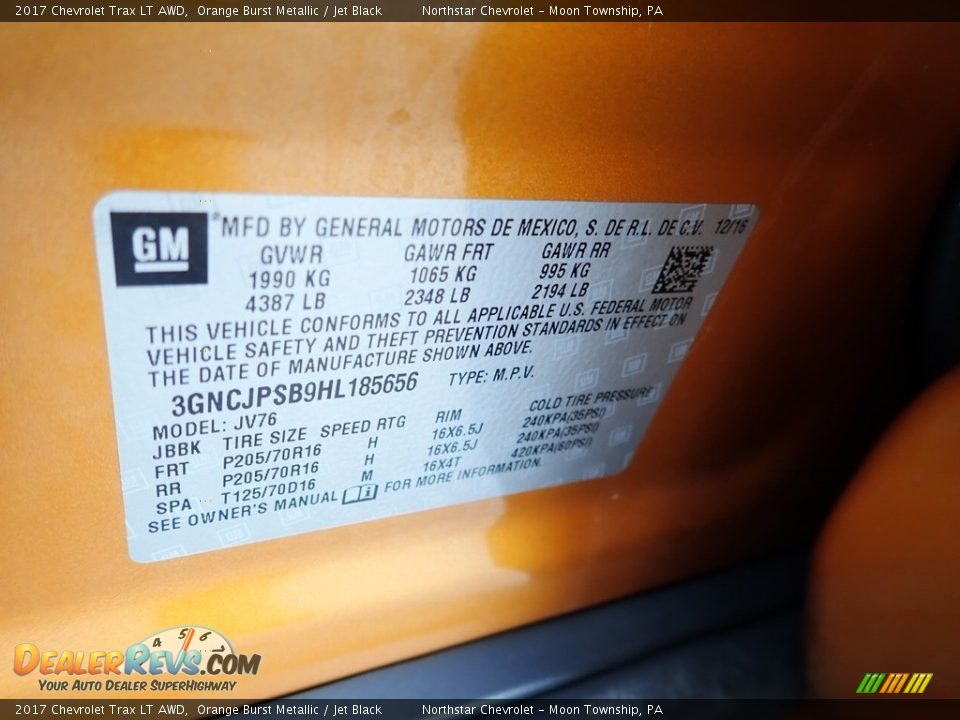 2017 Chevrolet Trax LT AWD, Orange Burst Metallic / Jet Black Northstar Chevrolet - Moon Township, PA
GM ® MFD BY GENERAL MOTORS DE MEXICO, S. DE R.L. DE C.V. 12/16
GVWR GAWR FRT GAWR RR
1990 KG 1065 KG 995 KG
4387 LB 2348 LB 2194 LB
THIS VEHICLE CONFORMS TO ALL APPLICABLE U.S. FEDERAL MOTOR
VEHICLE SAFETY AND THEFT PREVENTION STANDARDS IN EFFECT ON
THE DATE OF MANUFACTURE SHOWN ABOVE.
3GNCJPSB9HL185656 TYPE: M.P.V.
MODEL: JV76
JBBK TIRE SIZE SPEED RTG RIM COLD TIRE PRESSURE
FRT P205/70R16 H 16X6.5J 240KPA(35PSI)
RR P205/70R16 H 16X6.5J 240KPA(35PSI)
SPA T125/70D16 M 16X4T 420KPA(60PSI)
SEE OWNER'S MANUAL FOR MORE INFORMATION.
4 5 6
DealerRevs.com
Your Auto Dealer SuperHighway
2017 Chevrolet Trax LT AWD, Orange Burst Metallic / Jet Black Northstar Chevrolet - Moon Township, PA